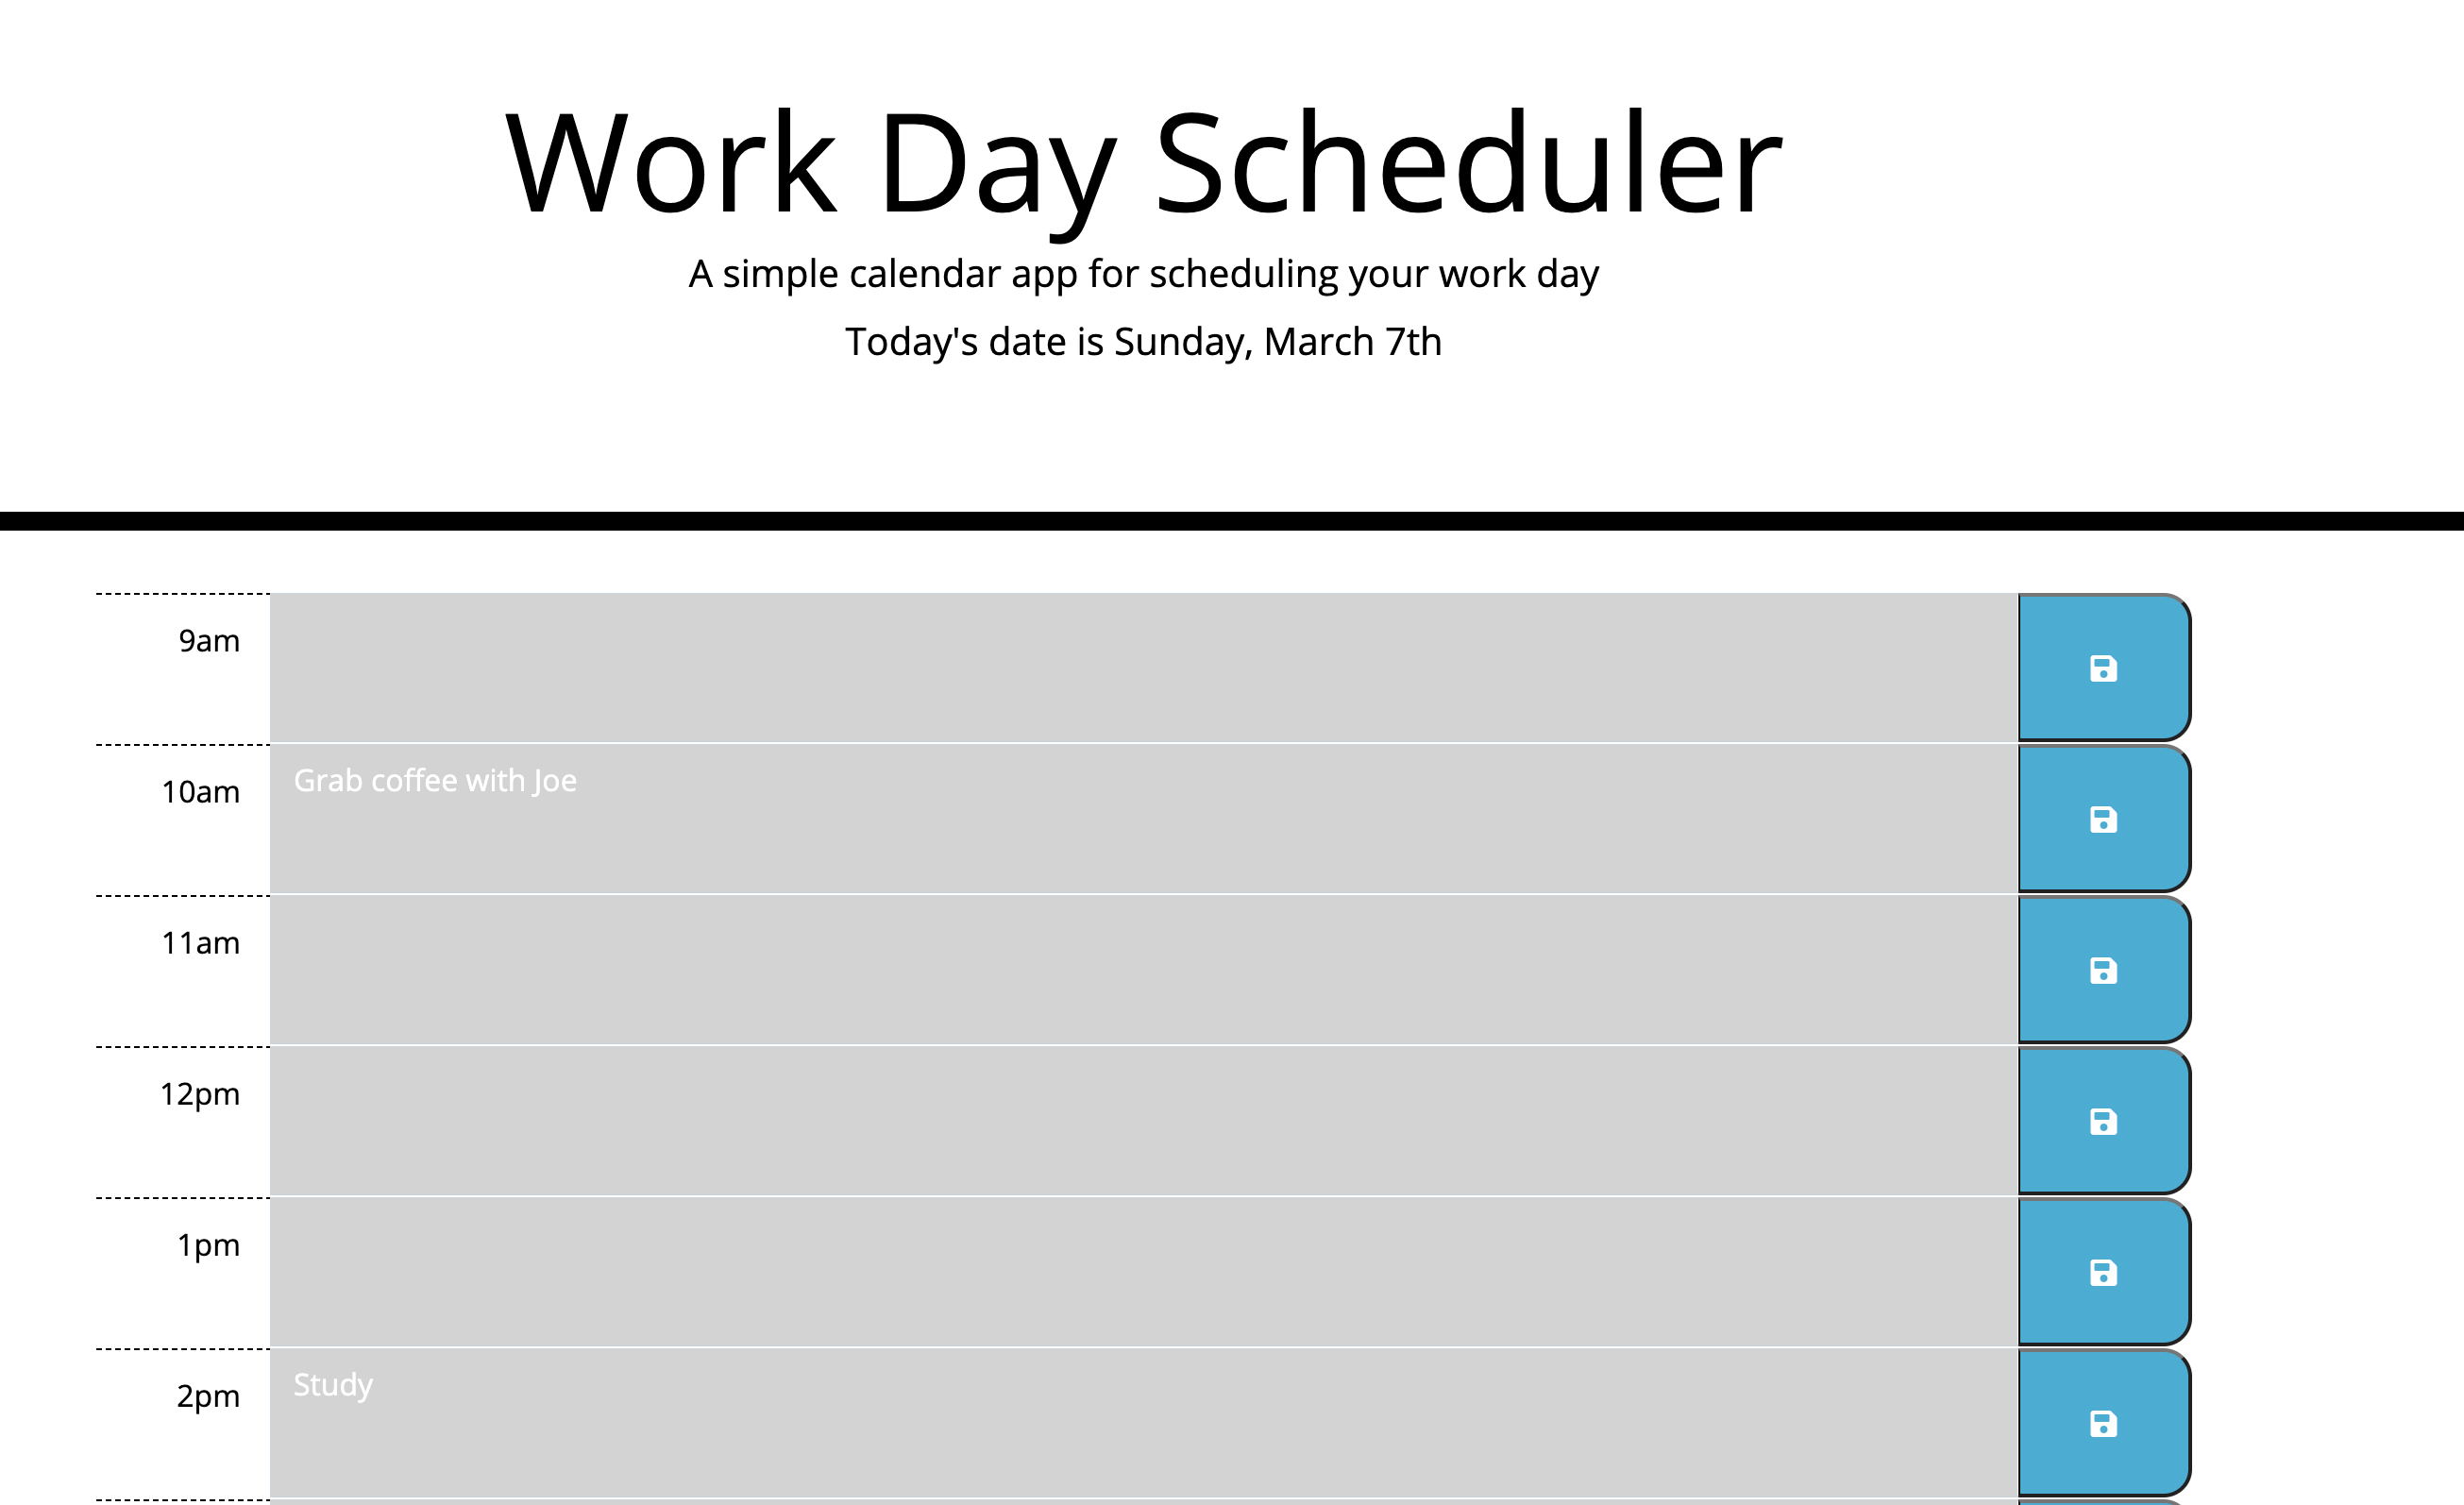 Work Day Scheduler
A simple calendar app for scheduling your work day
Today's date is Sunday, March 7th
9am
10am
Grab coffee with Joe
11am
12pm
1pm
2pm
Study